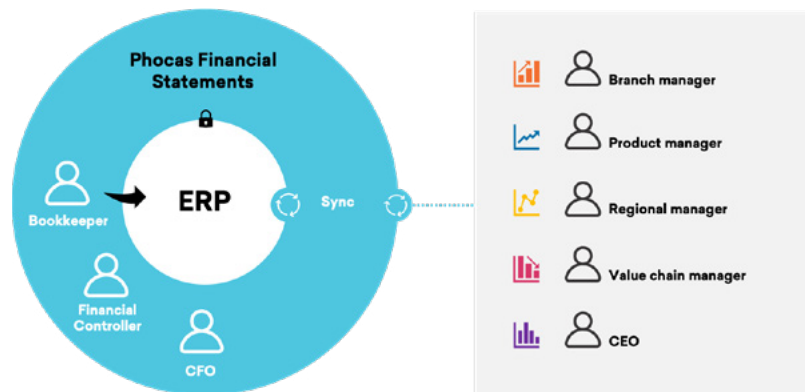 Phocas Financial
Statements
ERP
Sync
Bookkeeper
Financial
Controller
CFO
Branch manager
Product manager
Regional manager
Value chain manager
CEO